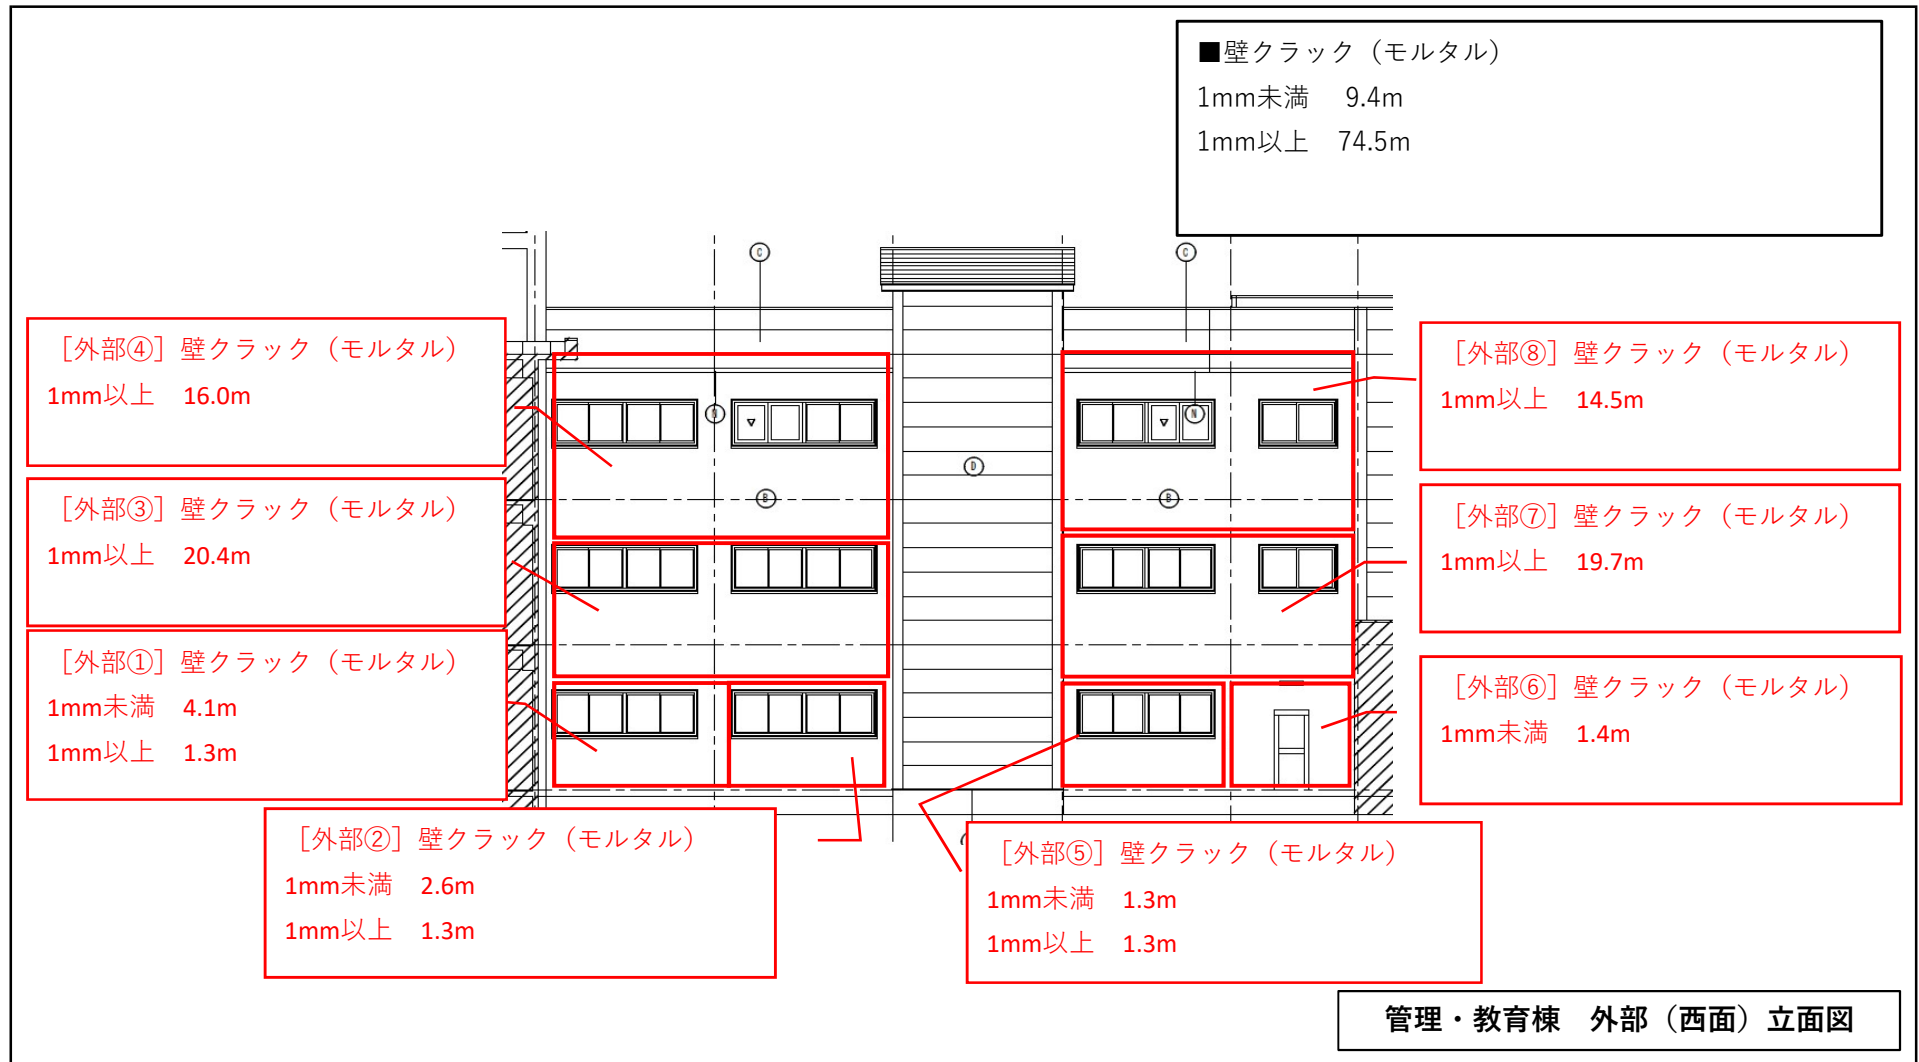 ■壁クラック（モルタル）
1mm未満　9.4m
1mm以上　74.5m
C
C
［外部④］壁クラック（モルタル）
1mm以上　16.0m
［外部⑧］壁クラック（モルタル）
1mm以上　14.5m
N
N
D
B
B
［外部③］壁クラック（モルタル）
1mm以上　20.4m
［外部⑦］壁クラック（モルタル）
1mm以上　19.7m
［外部①］壁クラック（モルタル）
1mm未満　4.1m
1mm以上　1.3m
［外部⑥］壁クラック（モルタル）
1mm未満　1.4m
［外部②］壁クラック（モルタル）
1mm未満　2.6m
1mm以上　1.3m
［外部⑤］壁クラック（モルタル）
1mm未満　1.3m
1mm以上　1.3m
管理・教育棟　外部（西面）立面図